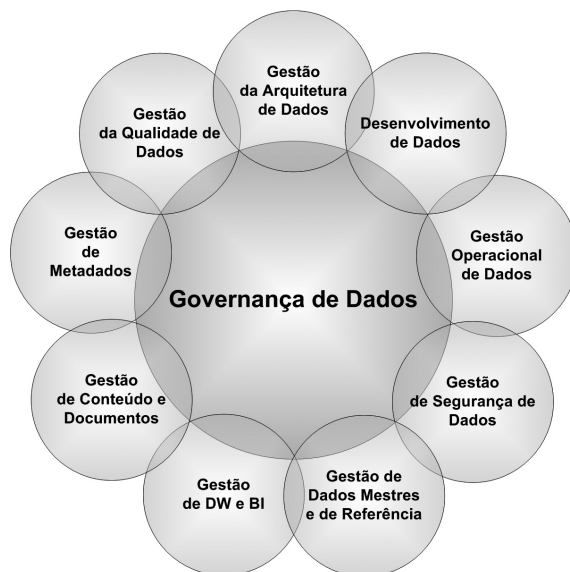 Gestão
da Arquitetura
de Dados
Desenvolvimento
de Dados
Gestão
Operacional
de Dados
Gestão
de Segurança de
Dados
Gestão de
Dados Mestres
e de Referência
Gestão
de DW e BI
Gestão
de Conteúdo e
Documentos
Gestão
de
Metadados
Gestão
da Qualidade de
Dados
Governança de Dados